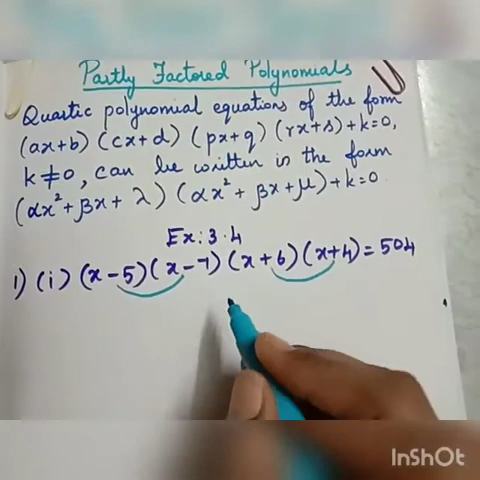 Partly Factored Polynomials
Quartic polynomial equations of the form
(ax+b) (cx+d) (px+q) (rx+s)+k=0,
k≠0, can be written in the form
(αx²+βx+λ) (αx²+βx+μ)+k=0.
Ex: 3.4
1) (i) (x-5)(x-7)(x+6)(x+4)=504
InShOt